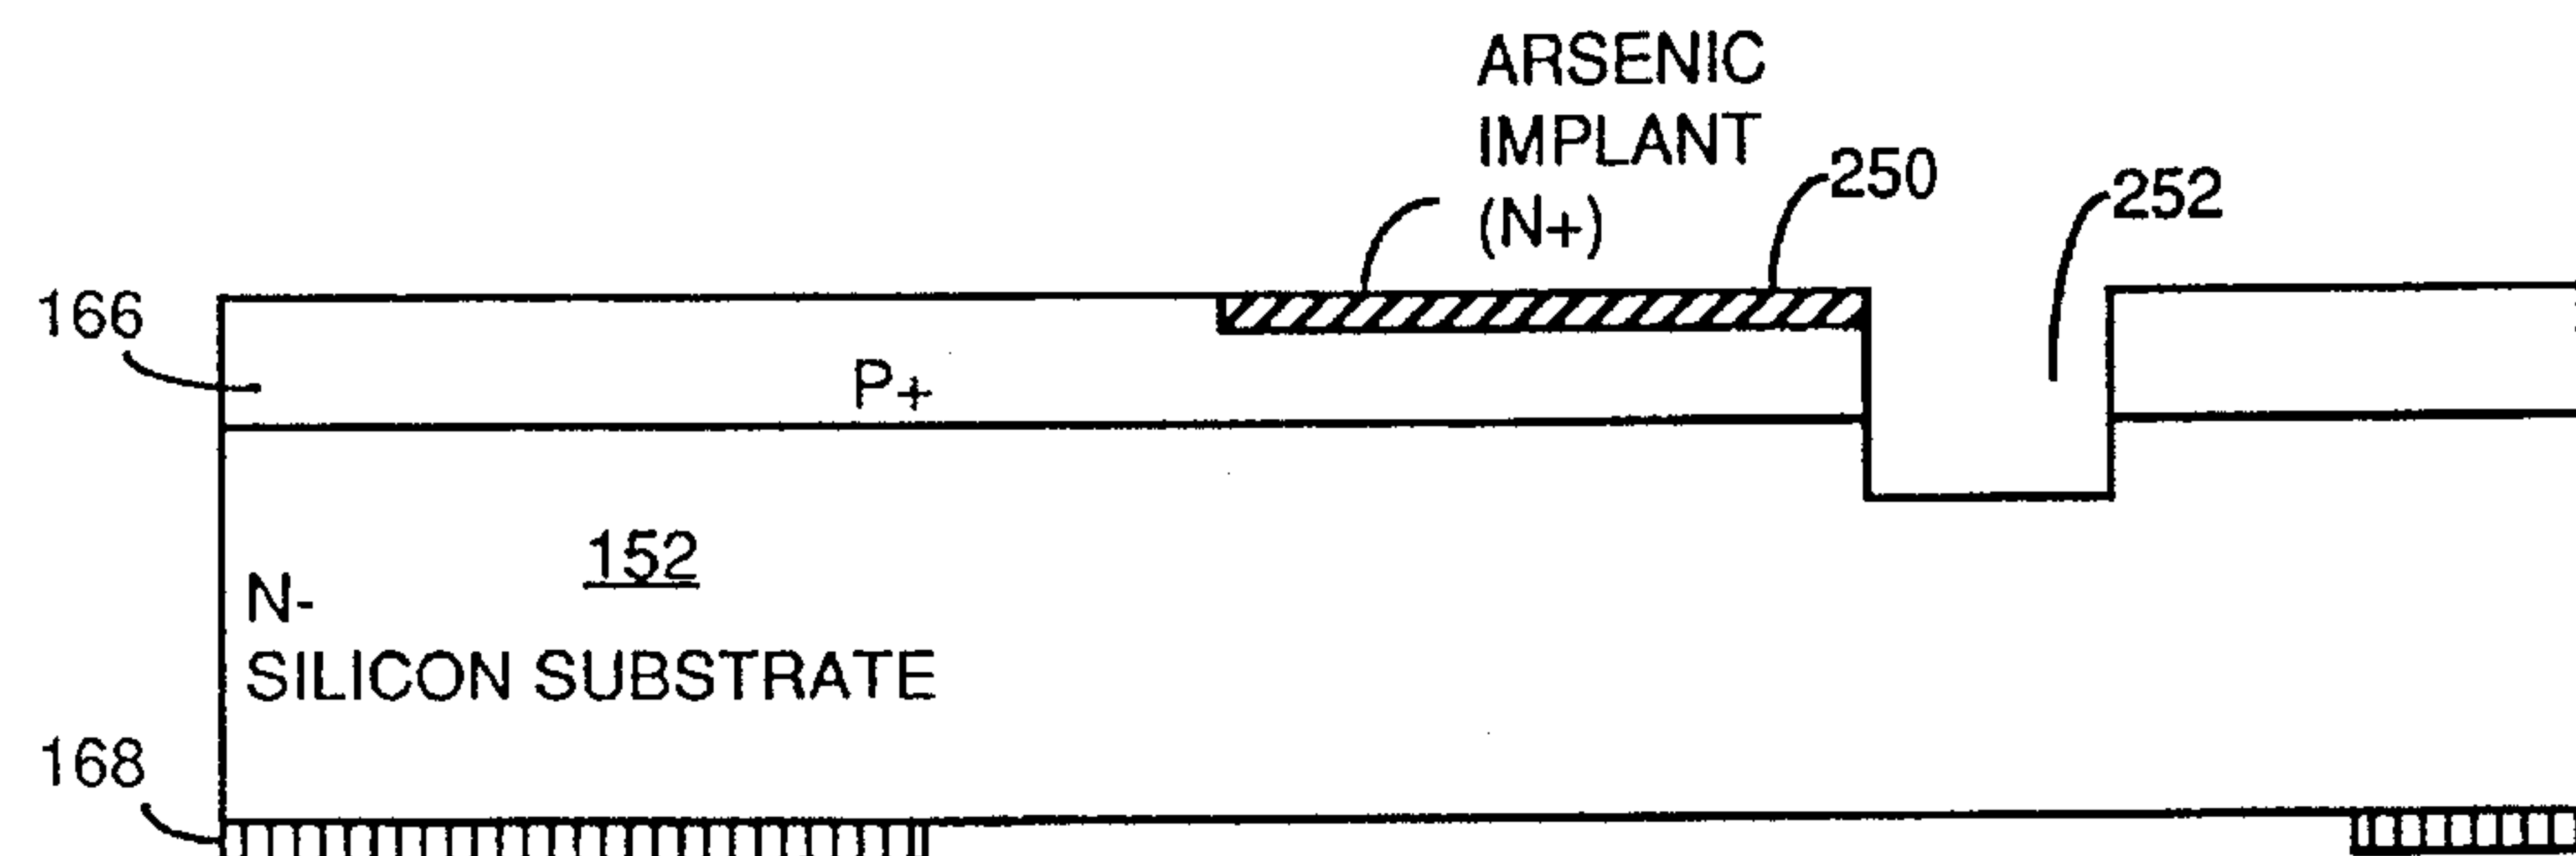 ARSENIC
IMPLANT
(N+)
250
252
166
P+
152
N-
SILICON SUBSTRATE
168